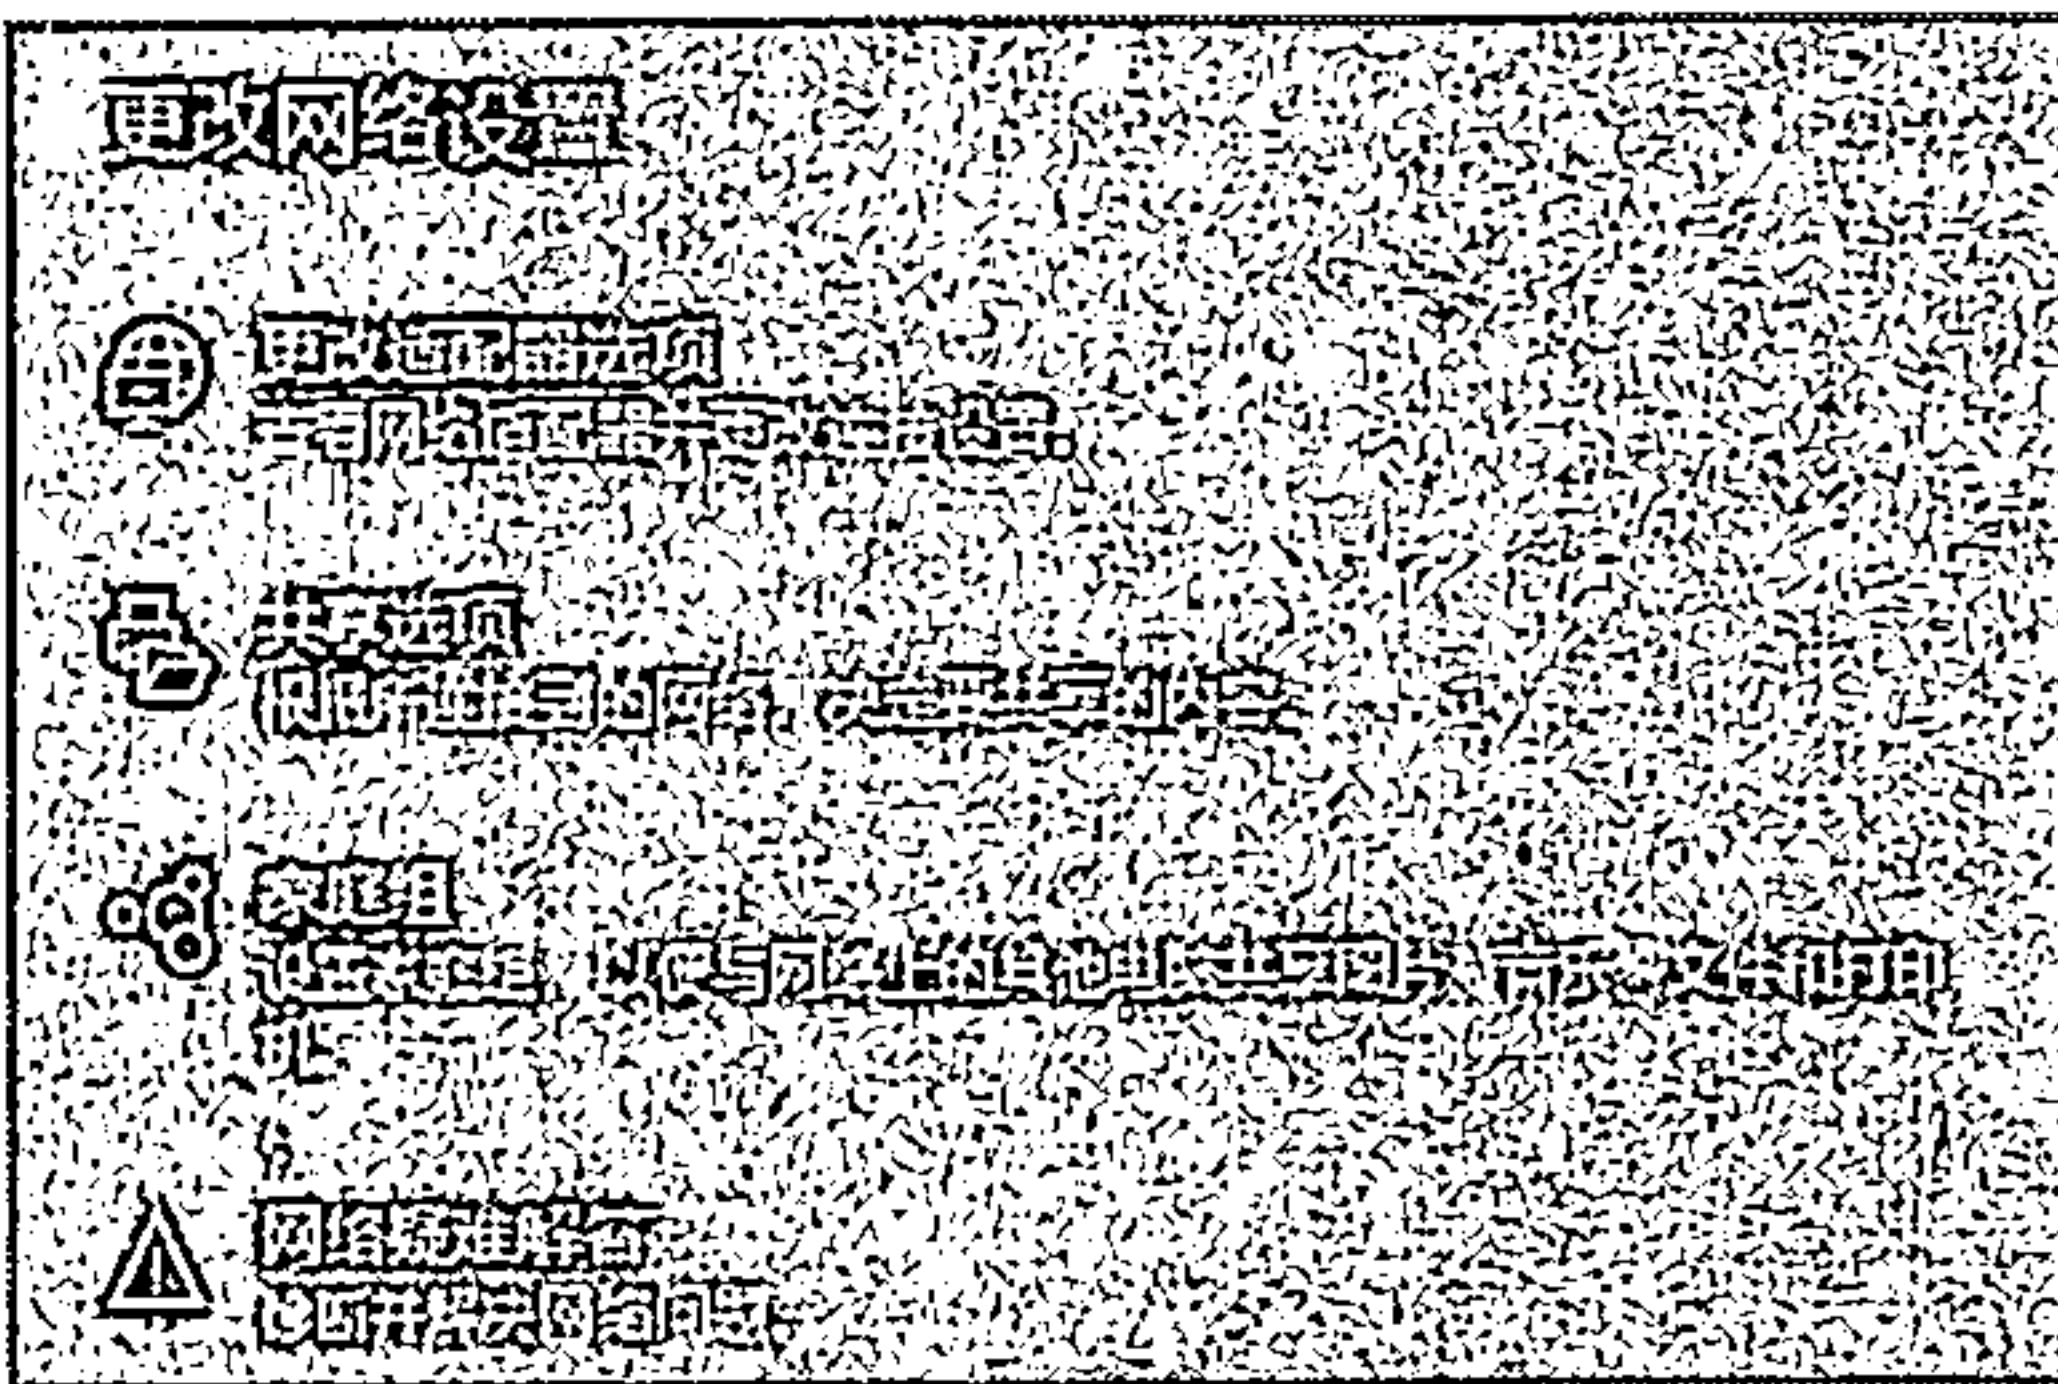 更改网络设置
更改适配器选项
查看网络适配器并更改连接设置。
共享选项
根据所连接到的网络，决定要共享的内容。
家庭组
设置家庭组，以便与网络上的其他电脑共享图片、音乐、文件和打印
机。
网络疑难解答
诊断并解决网络问题。